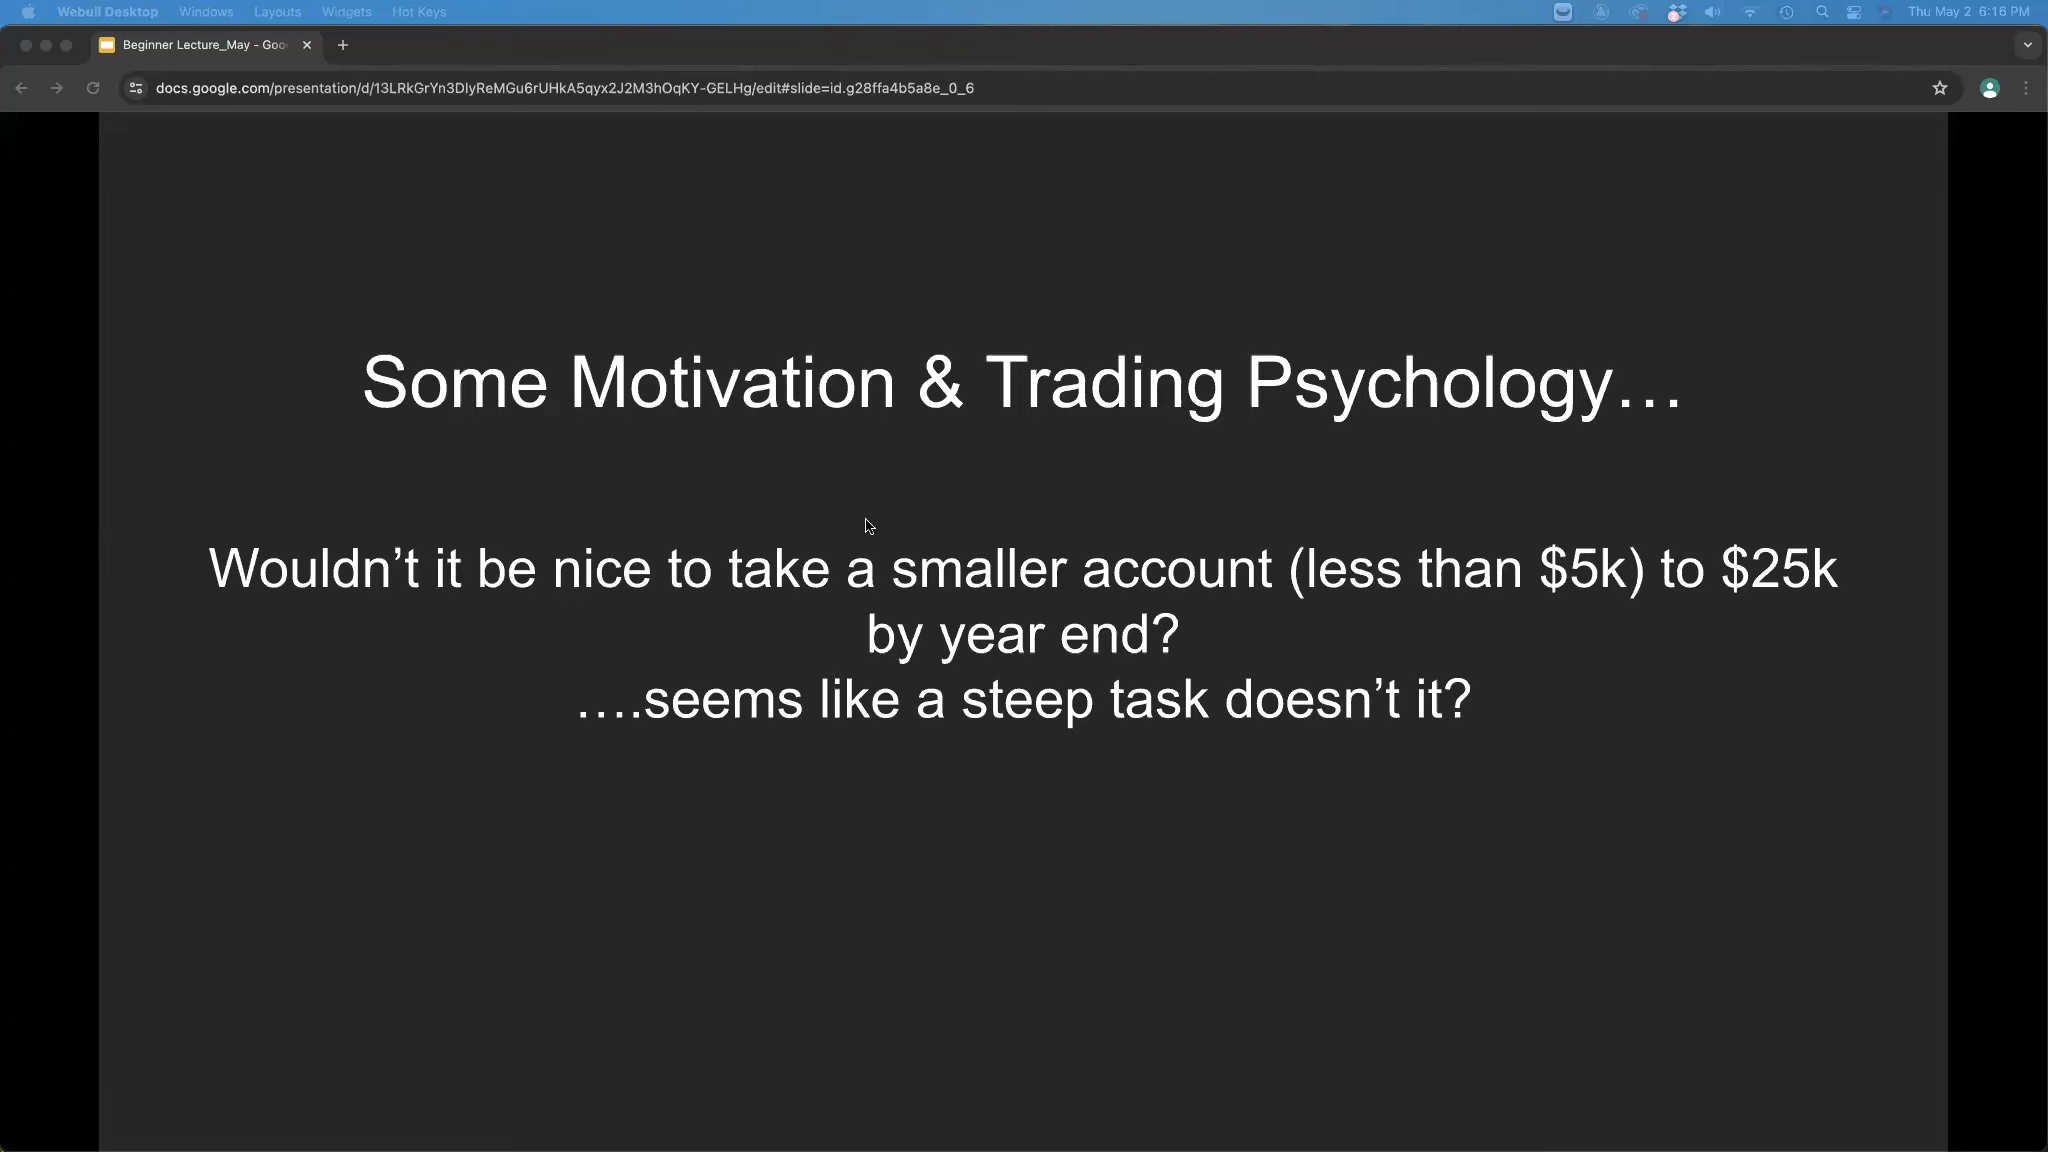 Webull Desktop Windows Layouts Widgets Hot Keys Thu May 2 6:16 PM
Beginner Lecture_May - Goo
docs.google.com/presentation/d/13LRkGrYn3DlyReMGu6rUHkA5qyx2J2M3hOqKY-GELHg/edit#slide=id.g28ffa4b5a8e_0_6
Some Motivation & Trading Psychology…
Wouldn’t it be nice to take a smaller account (less than $5k) to $25k
by year end?
….seems like a steep task doesn’t it?